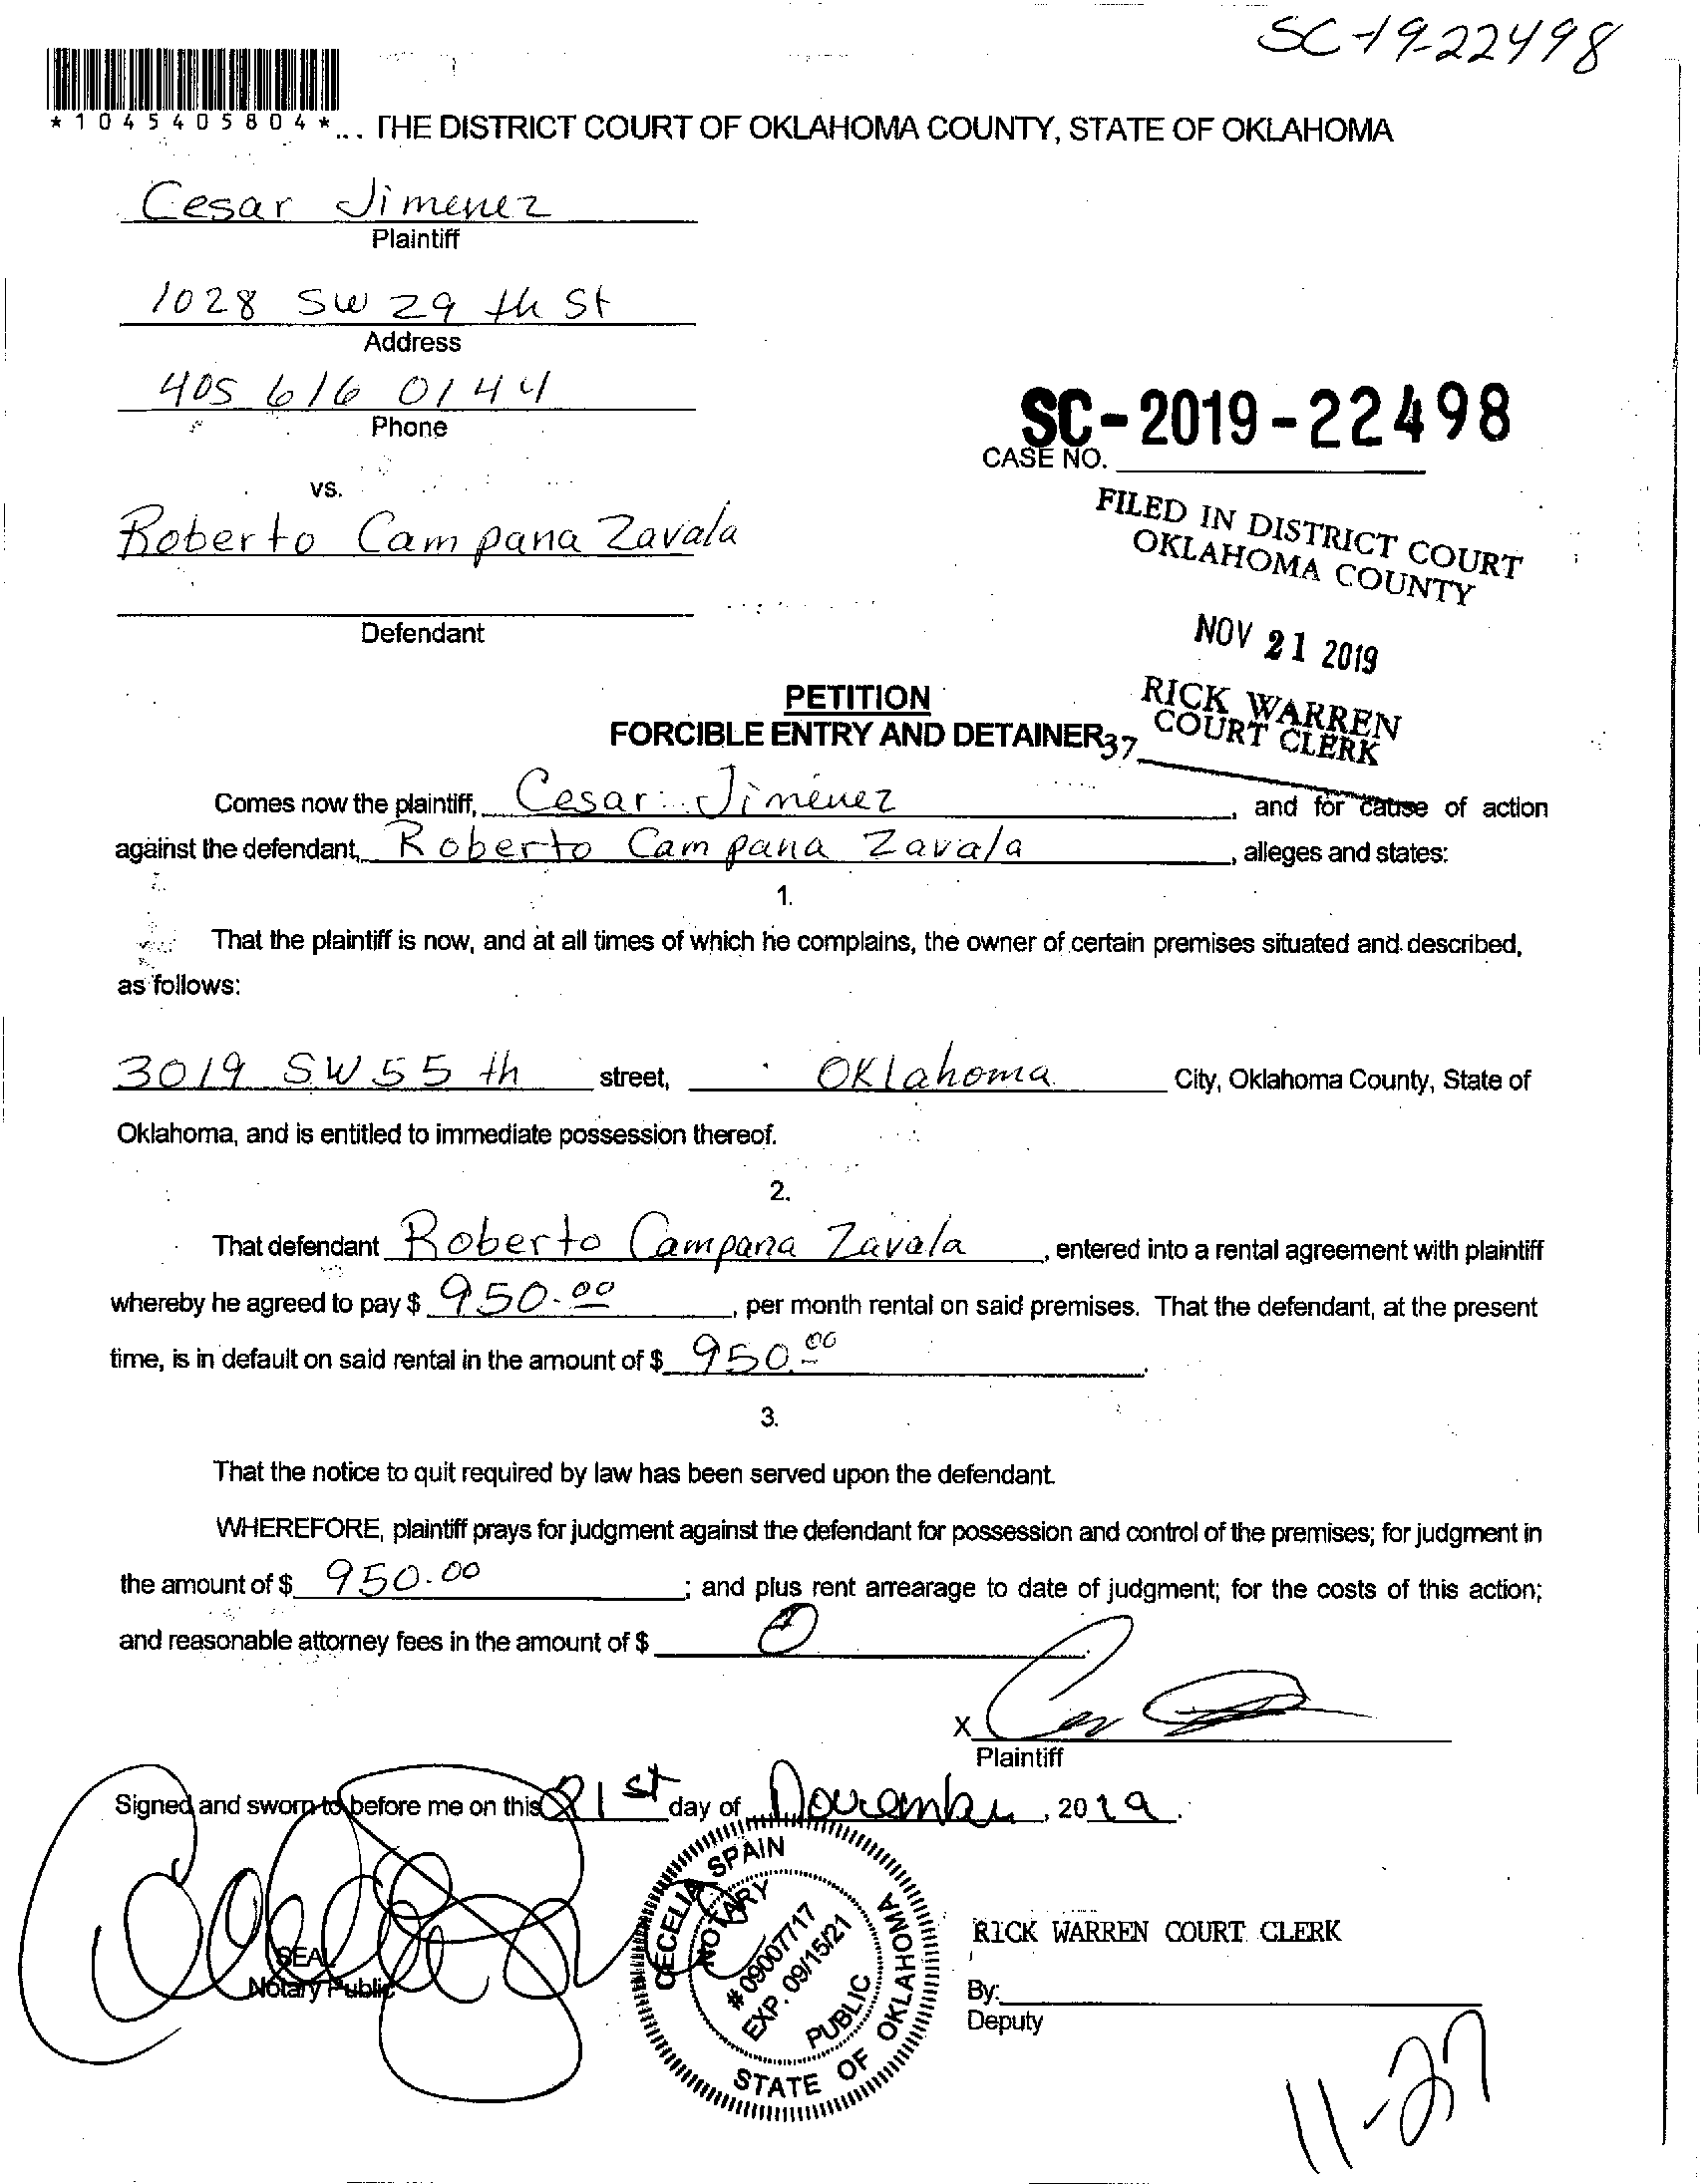 SC-19-22498
*1045405804*... THE DISTRICT COURT OF OKLAHOMA COUNTY, STATE OF OKLAHOMA
Cesar Jimenez
Plaintiff
1028 SW 29 th St
Address
405 616 0144
Phone
SC-2019-22498
CASE NO.
vs.
Roberto Campana Zavala
Defendant
FILED IN DISTRICT COURT
OKLAHOMA COUNTY
NOV 21 2019
RICK WARREN
COURT CLERK
37
PETITION
FORCIBLE ENTRY AND DETAINER
Comes now the plaintiff, Cesar Jimenez, and for cause of action
against the defendant, Roberto Campana Zavala, alleges and states:
1.
That the plaintiff is now, and at all times of which he complains, the owner of certain premises situated and described,
as follows:
3019 SW 55 th street, Oklahoma City, Oklahoma County, State of
Oklahoma, and is entitled to immediate possession thereof.
2.
That defendant Roberto Campana Zavala, entered into a rental agreement with plaintiff
whereby he agreed to pay $ 950.00, per month rental on said premises. That the defendant, at the present
time, is in default on said rental in the amount of $ 950.00.
3.
That the notice to quit required by law has been served upon the defendant.
WHEREFORE, plaintiff prays for judgment against the defendant for possession and control of the premises; for judgment in
the amount of $ 950.00; and plus rent arrearage to date of judgment; for the costs of this action;
and reasonable attorney fees in the amount of $ 0
X
Plaintiff
Signed and sworn to before me on this 21st day of November, 2019.
SEAL
Notary Public
CECELIA SPAIN
NOTARY
# 09007717
EXP. 09/15/21
PUBLIC
STATE OF OKLAHOMA
RICK WARREN COURT CLERK
By:
Deputy
11-27